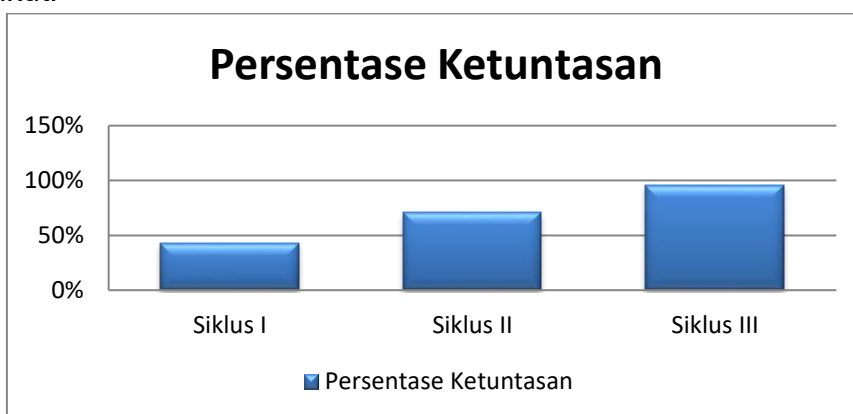 Persentase Ketuntasan
150%
100%
50%
0%
Siklus I Siklus II Siklus III
Persentase Ketuntasan